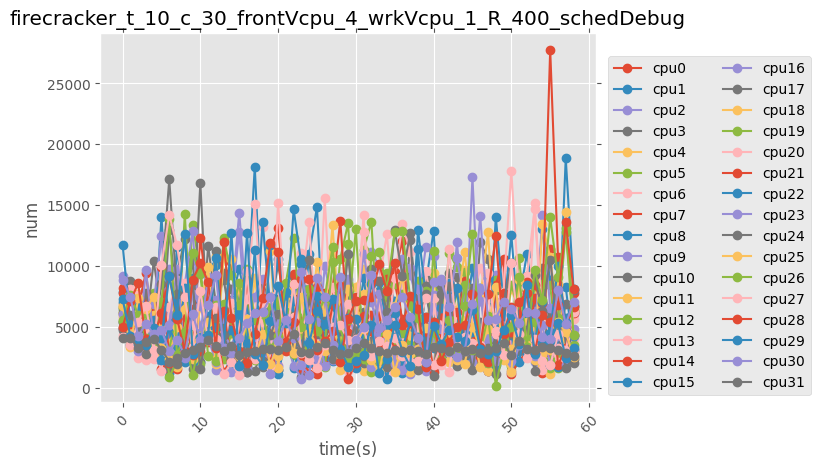 firecracker_t_10_c_30_frontVcpu_4_wrkVcpu_1_R_400_schedDebug
25000
20000
15000
10000
5000
0
num
0 10 20 30 40 50 60
time(s)
cpu0 cpu16
cpu1 cpu17
cpu2 cpu18
cpu3 cpu19
cpu4 cpu20
cpu5 cpu21
cpu6 cpu22
cpu7 cpu23
cpu8 cpu24
cpu9 cpu25
cpu10 cpu26
cpu11 cpu27
cpu12 cpu28
cpu13 cpu29
cpu14 cpu30
cpu15 cpu31